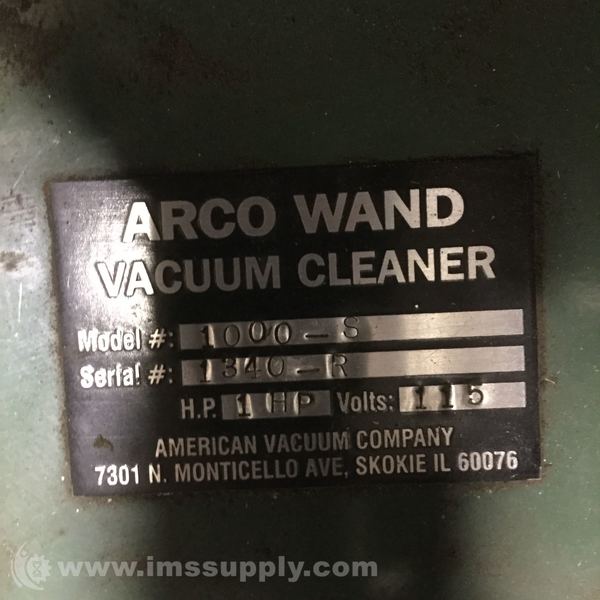 ARCO WAND
VACUUM CLEANER
Model #: 1000-S
Serial #: 1340-R
H.P. 1 HP Volts: 115
AMERICAN VACUUM COMPANY
7301 N. MONTICELLO AVE, SKOKIE IL 60076
www.imssupply.com